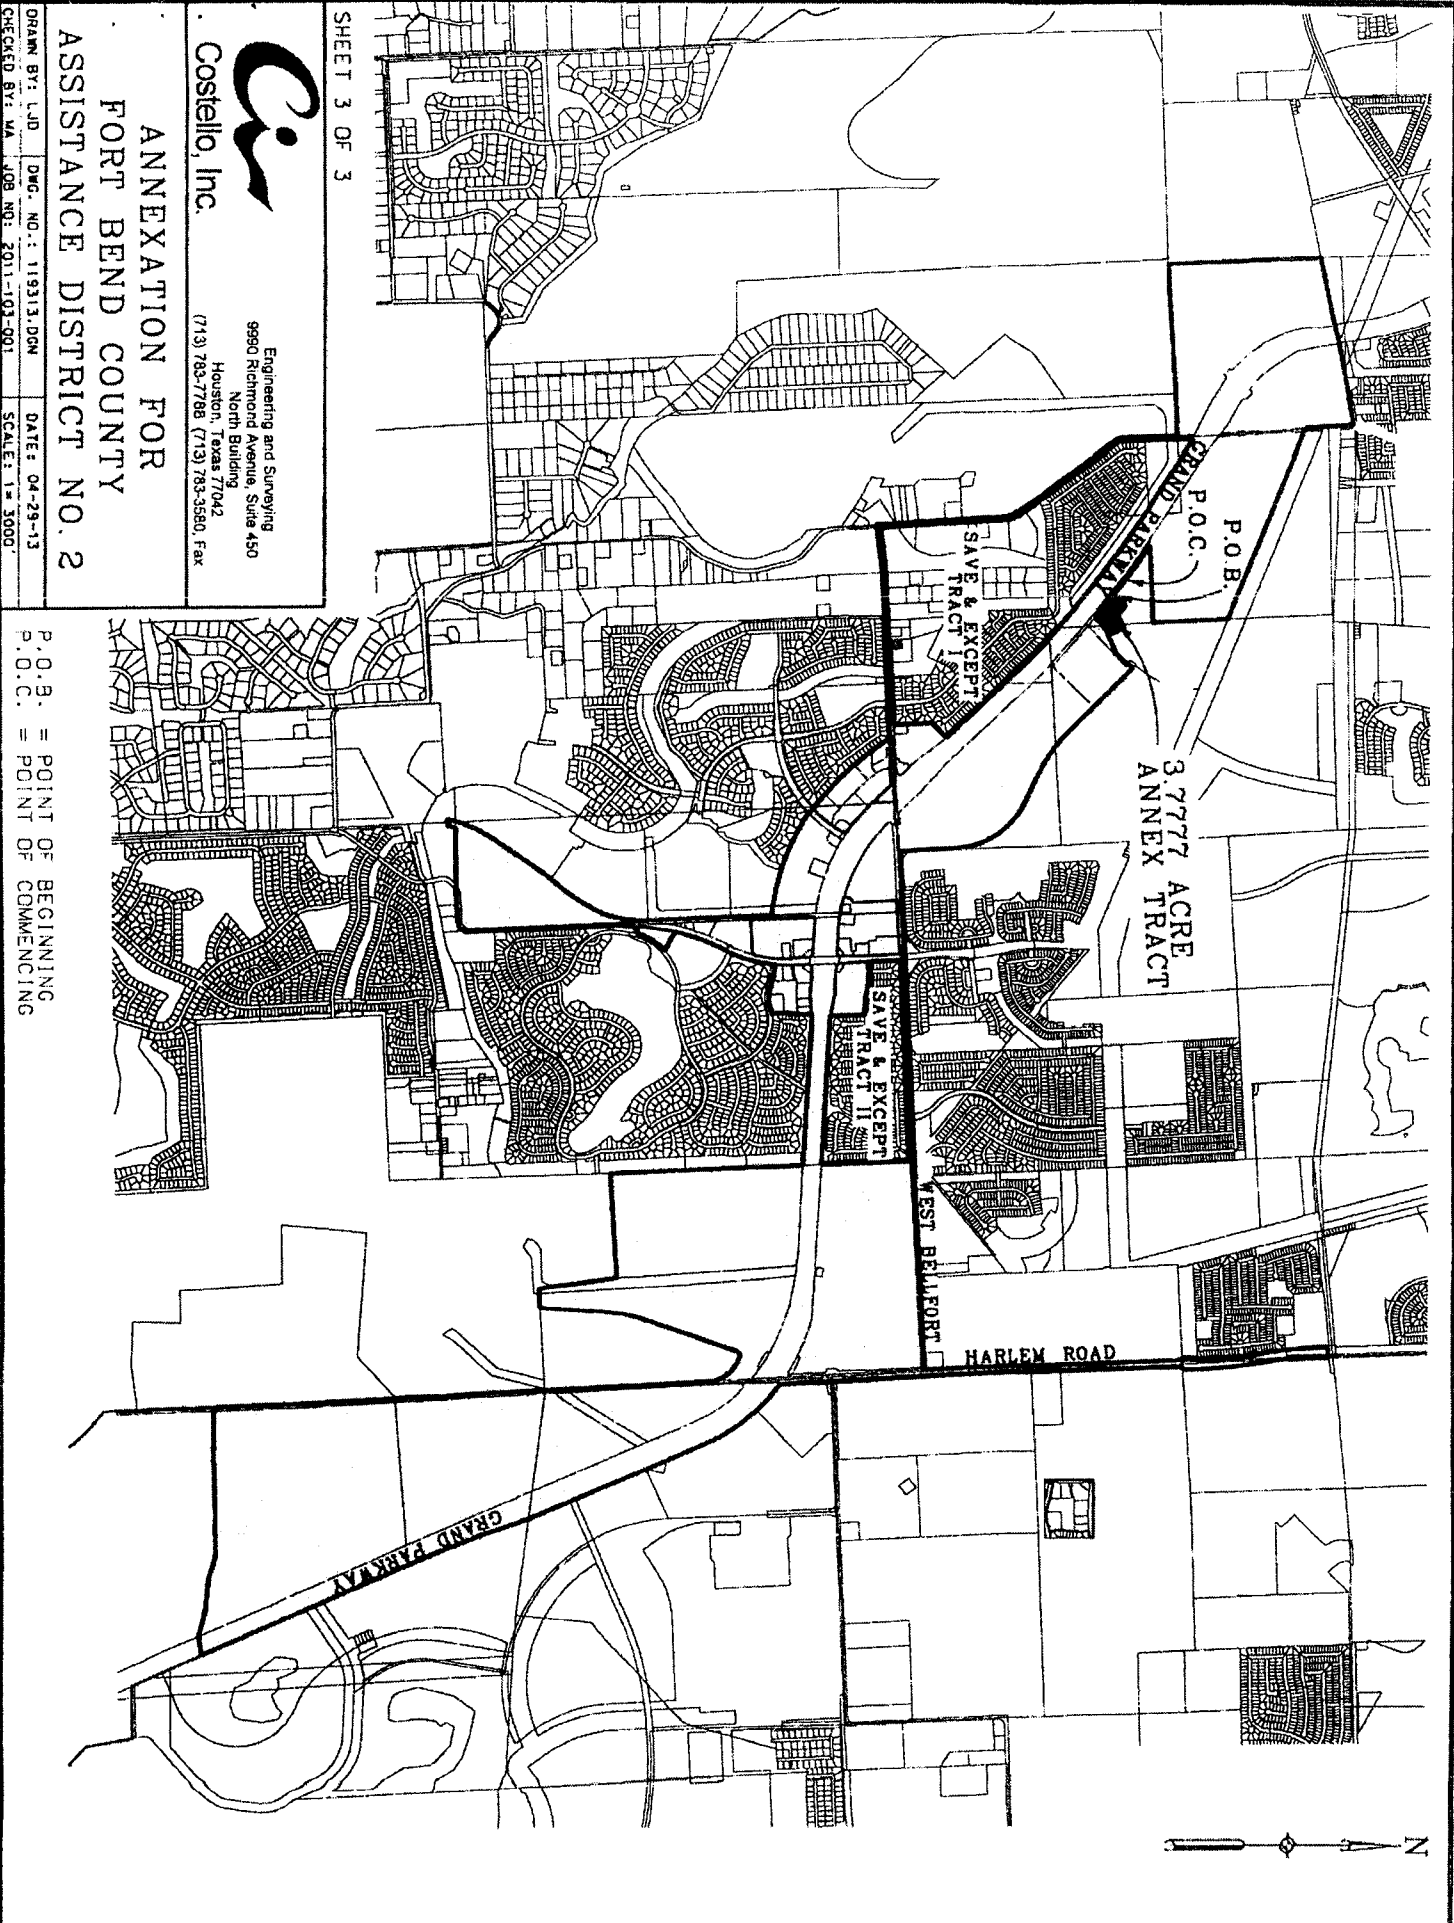 N
3.7777 ACRE
ANNEX TRACT
P.O.B.
P.O.C.
GRAND PARKWAY
SAVE & EXCEPT
TRACT I
SAVE & EXCEPT
TRACT II
WEST BELLFORT
HARLEM ROAD
GRAND PARKWAY
SHEET 3 OF 3
Costello, Inc.
Engineering and Surveying
9990 Richmond Avenue, Suite 450
North Building
Houston, Texas 77042
(713) 783-7788 (713) 783-3580, Fax
ANNEXATION FOR
FORT BEND COUNTY
ASSISTANCE DISTRICT NO. 2
DRAWN BY: LJD DWG. NO.: 119313.DGN DATE: 04-29-13
CHECKED BY: MA JOB NO: 2011-103-001 SCALE: 1"= 3000'
P.O.B. = POINT OF BEGINNING
P.O.C. = POINT OF COMMENCING